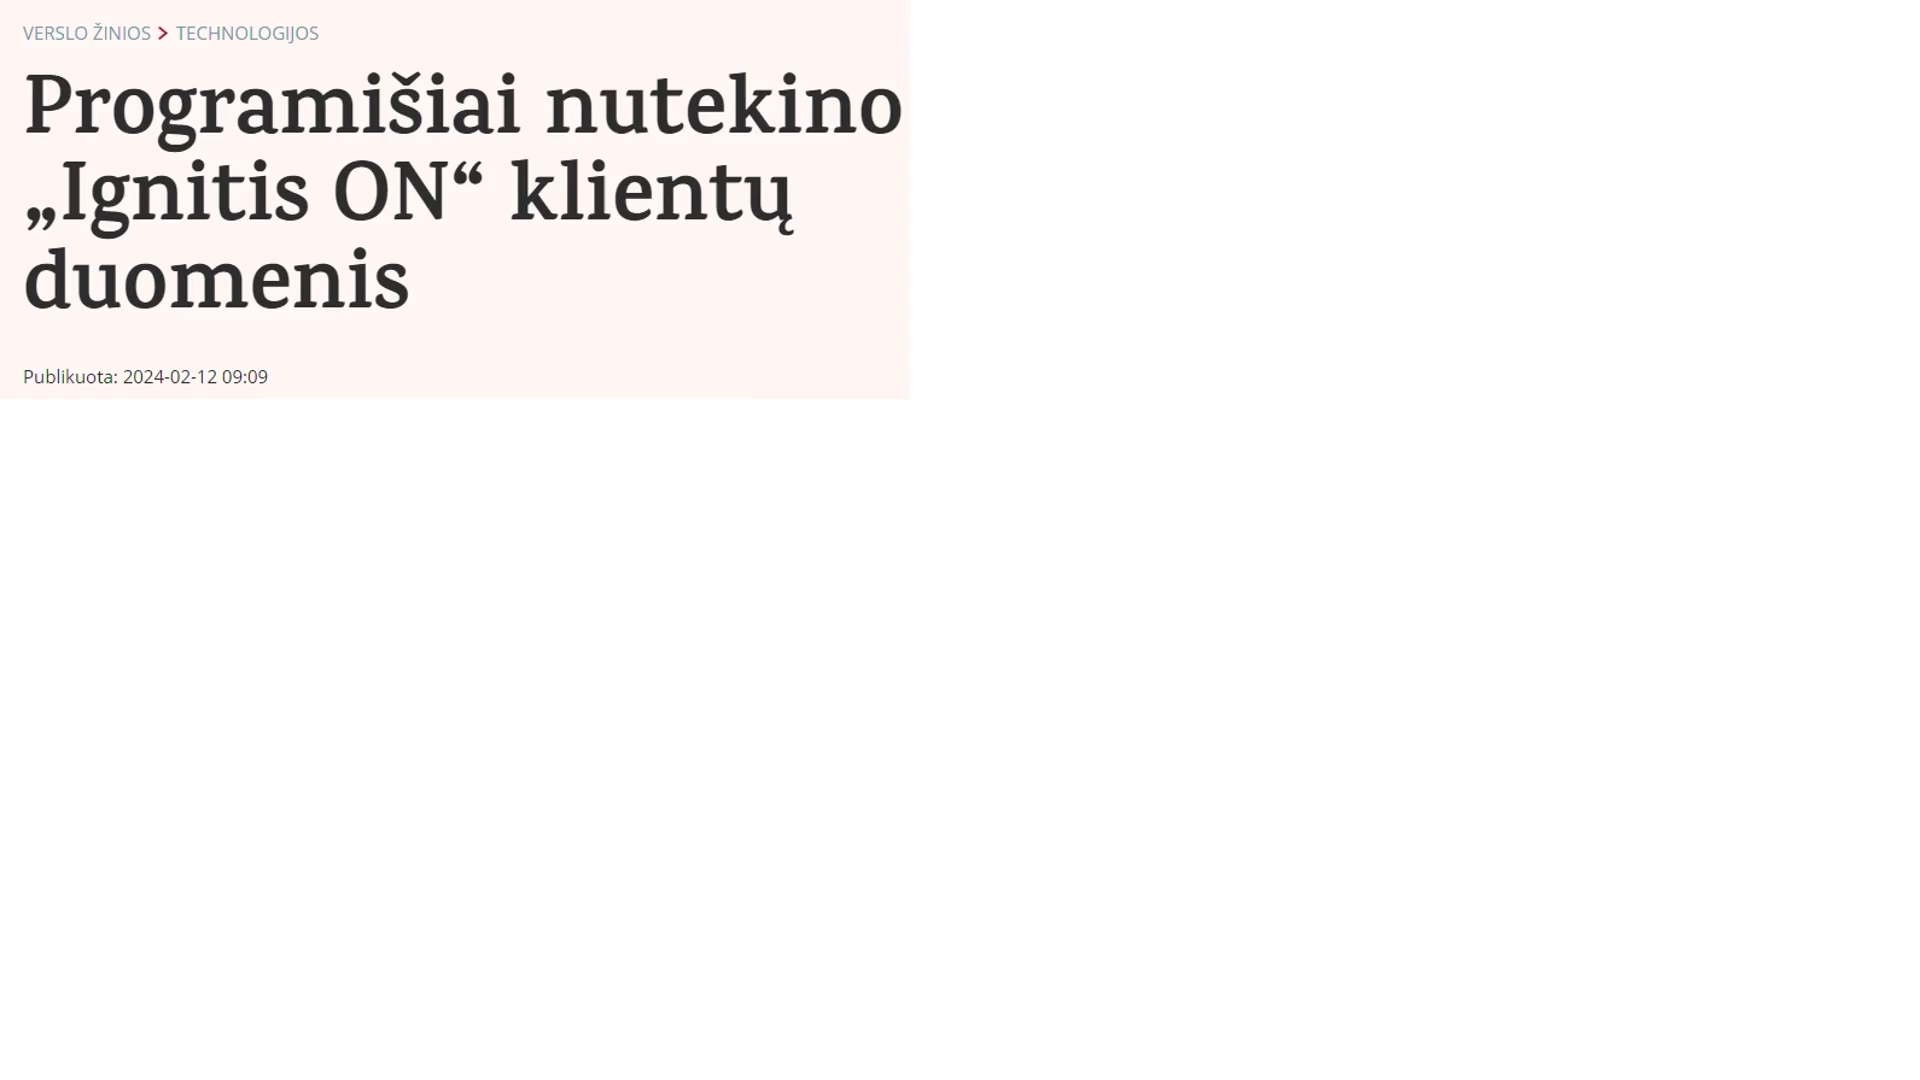 VERSLO ŽINIOS > TECHNOLOGIJOS
Programišiai nutekino
„Ignitis ON“ klientų
duomenis
Publikuota: 2024-02-12 09:09